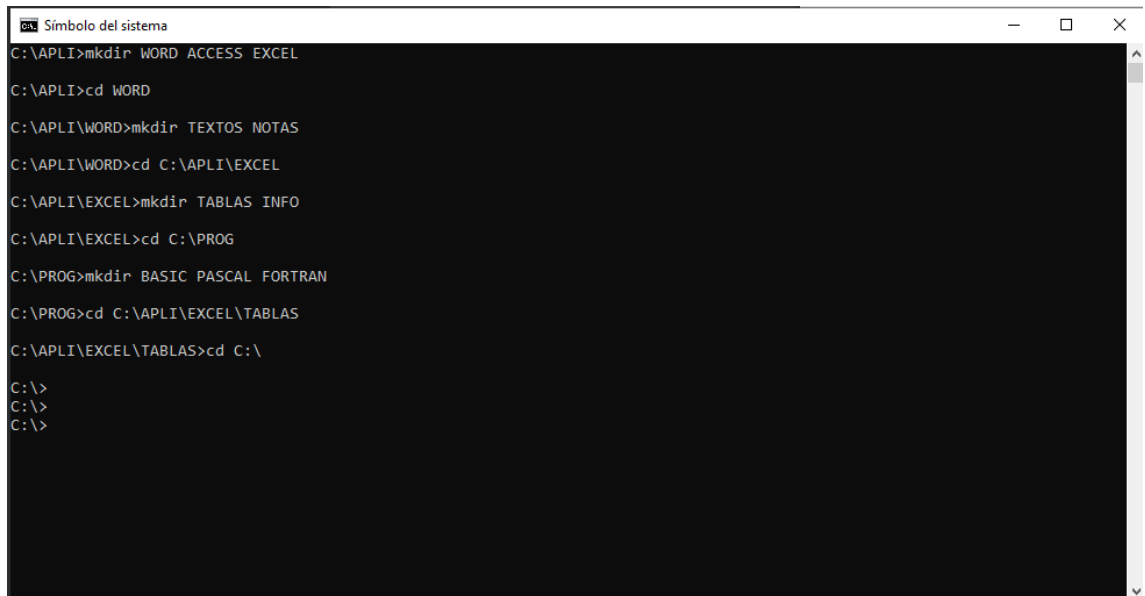 Símbolo del sistema
C:\APLI>mkdir WORD ACCESS EXCEL
C:\APLI>cd WORD
C:\APLI\WORD>mkdir TEXTOS NOTAS
C:\APLI\WORD>cd C:\APLI\EXCEL
C:\APLI\EXCEL>mkdir TABLAS INFO
C:\APLI\EXCEL>cd C:\PROG
C:\PROG>mkdir BASIC PASCAL FORTRAN
C:\PROG>cd C:\APLI\EXCEL\TABLAS
C:\APLI\EXCEL\TABLAS>cd C:\
C:\>
C:\>
C:\>